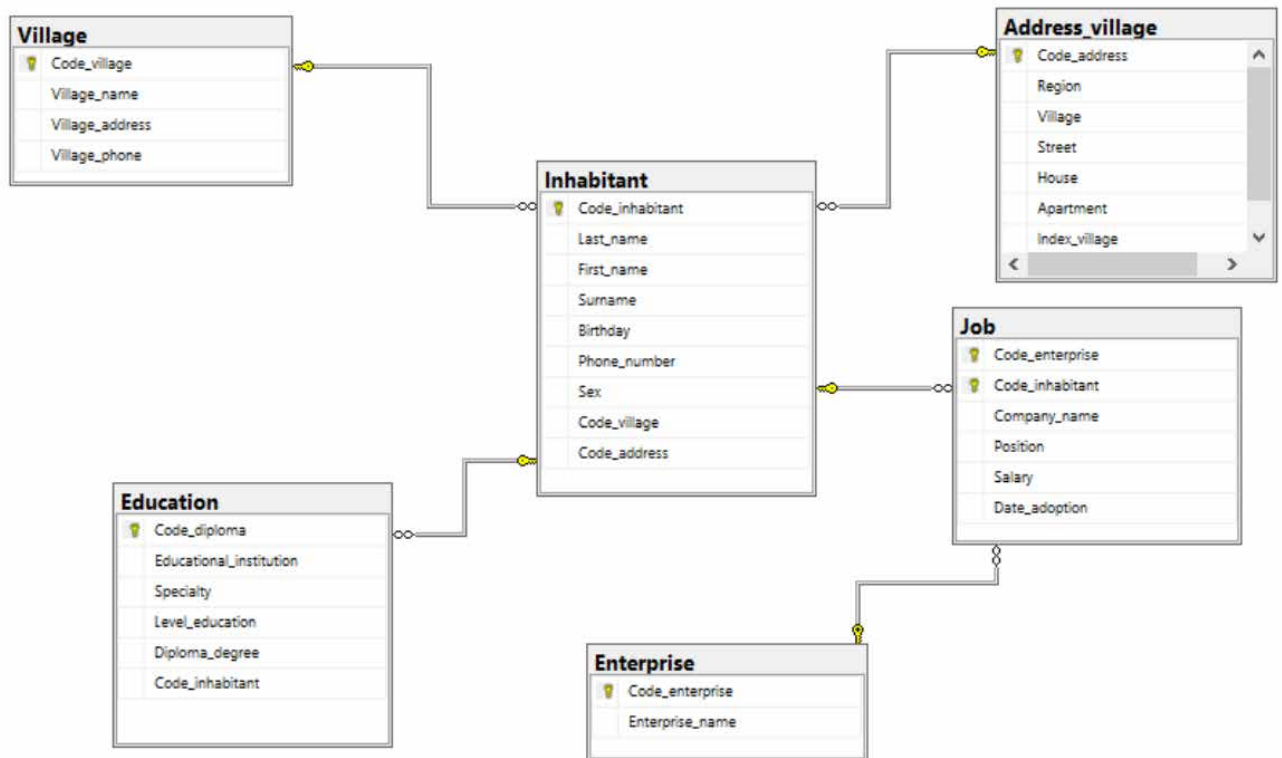 Village
Code_village
Village_name
Village_address
Village_phone
Address_village
Code_address
Region
Village
Street
House
Apartment
Index_village
Inhabitant
Code_inhabitant
Last_name
First_name
Surname
Birthday
Phone_number
Sex
Code_village
Code_address
Job
Code_enterprise
Code_inhabitant
Company_name
Position
Salary
Date_adoption
Education
Code_diploma
Educational_institution
Specialty
Level_education
Diploma_degree
Code_inhabitant
Enterprise
Code_enterprise
Enterprise_name